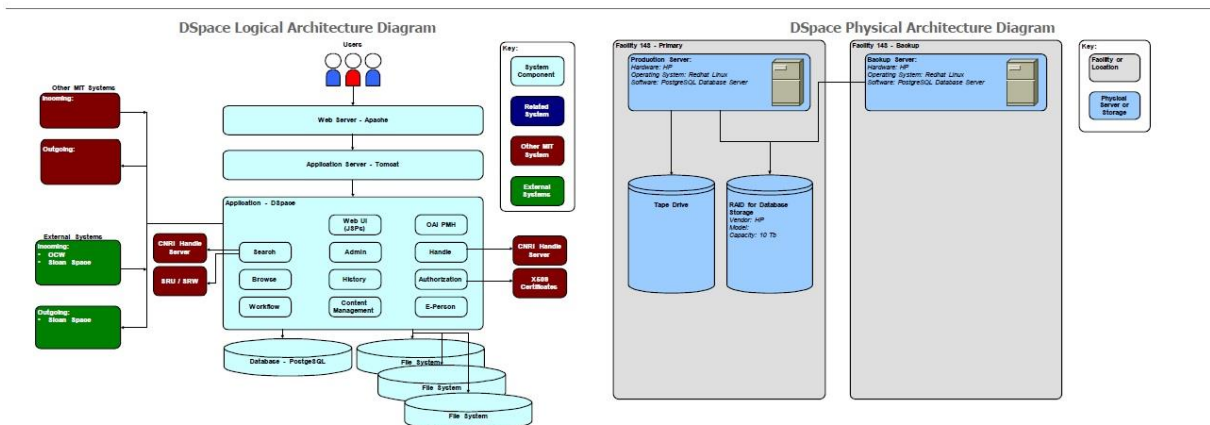 DSpace Logical Architecture Diagram
Users
Key:
System
Component
Related
System
Other MIT
System
External
Systems
Other MIT Systems
Incoming:
Outgoing:
External Systems
Incoming:
• OCW
• Sloan Space
Outgoing:
• Sloan Space
Web Server - Apache
Application Server - Tomcat
Application - DSpace
Web UI
(JSPs)
OAI PMH
Search
Admin
Handle
Browse
History
Authorization
Workflow
Content
Management
E-Person
CNRI Handle
Server
SRU / SRW
CNRI Handle
Server
X509
Certificates
Database - PostgreSQL
File System
File System
File System
DSpace Physical Architecture Diagram
Facility 148 - Primary
Production Server:
Hardware: HP
Operating System: Redhat Linux
Software: PostgreSQL Database Server
Tape Drive
RAID for Database
Storage
Vendor: HP
Model:
Capacity: 10 Tb
Facility 148 - Backup
Backup Server:
Hardware: HP
Operating System: Redhat Linux
Software: PostgreSQL Database Server
Key:
Facility or
Location
Physical
Server or
Storage